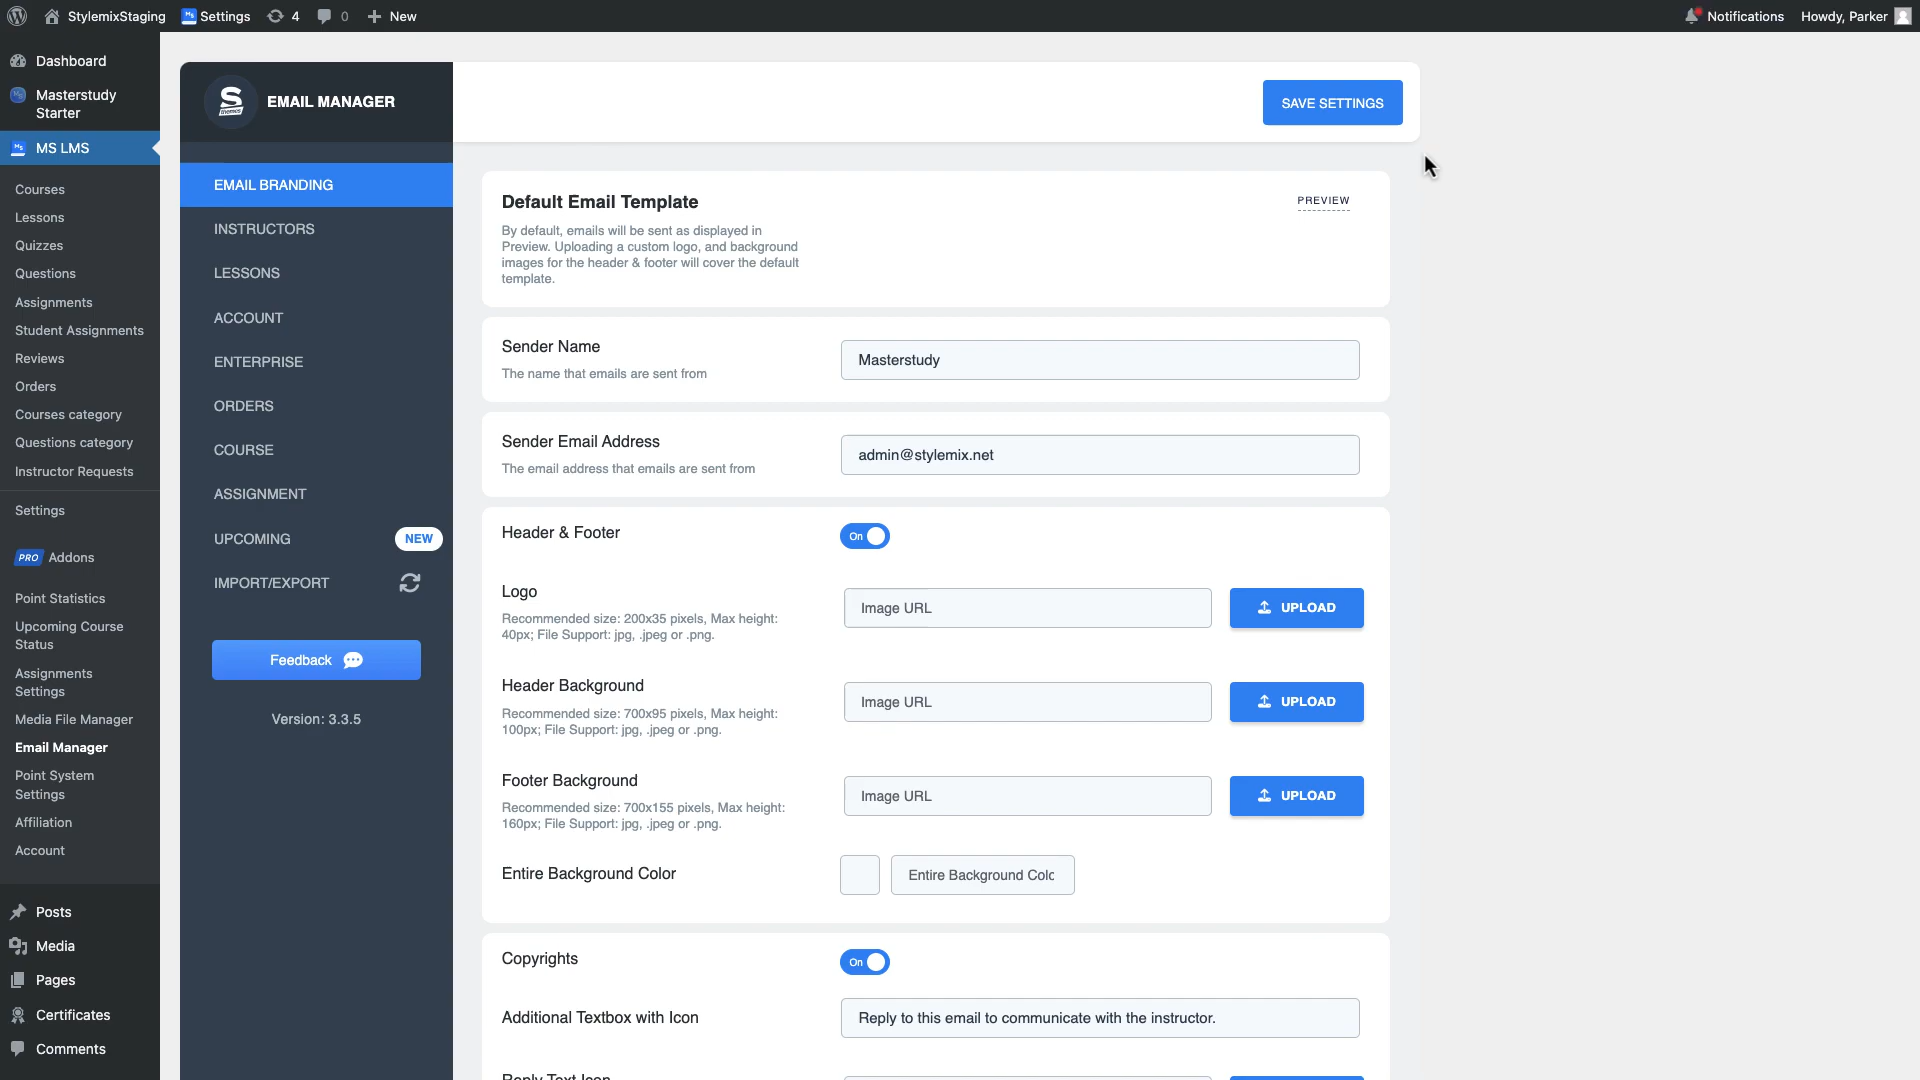 StylemixStaging
Settings
4
0
New
Notifications
Howdy, Parker
Dashboard
Masterstudy
Starter
MS LMS
Courses
Lessons
Quizzes
Questions
Assignments
Student Assignments
Reviews
Orders
Courses category
Questions category
Instructor Requests
Settings
PRO Addons
Point Statistics
Upcoming Course
Status
Assignments
Settings
Media File Manager
Email Manager
Point System
Settings
Affiliation
Account
Posts
Media
Pages
Certificates
Comments
EMAIL MANAGER
EMAIL BRANDING
INSTRUCTORS
LESSONS
ACCOUNT
ENTERPRISE
ORDERS
COURSE
ASSIGNMENT
UPCOMING NEW
IMPORT/EXPORT
Feedback
Version: 3.3.5
SAVE SETTINGS
Default Email Template
PREVIEW
By default, emails will be sent as displayed in
Preview. Uploading a custom logo, and background
images for the header & footer will cover the default
template.
Sender Name
The name that emails are sent from
Masterstudy
Sender Email Address
The email address that emails are sent from
admin@stylemix.net
Header & Footer
On
Logo
Recommended size: 200x35 pixels, Max height:
40px; File Support: jpg, .jpeg or .png.
Image URL
UPLOAD
Header Background
Recommended size: 700x95 pixels, Max height:
100px; File Support: jpg, .jpeg or .png.
Image URL
UPLOAD
Footer Background
Recommended size: 700x155 pixels, Max height:
160px; File Support: jpg, .jpeg or .png.
Image URL
UPLOAD
Entire Background Color
Entire Background Colc
Copyrights
On
Additional Textbox with Icon
Reply to this email to communicate with the instructor.
Reply Text Icon